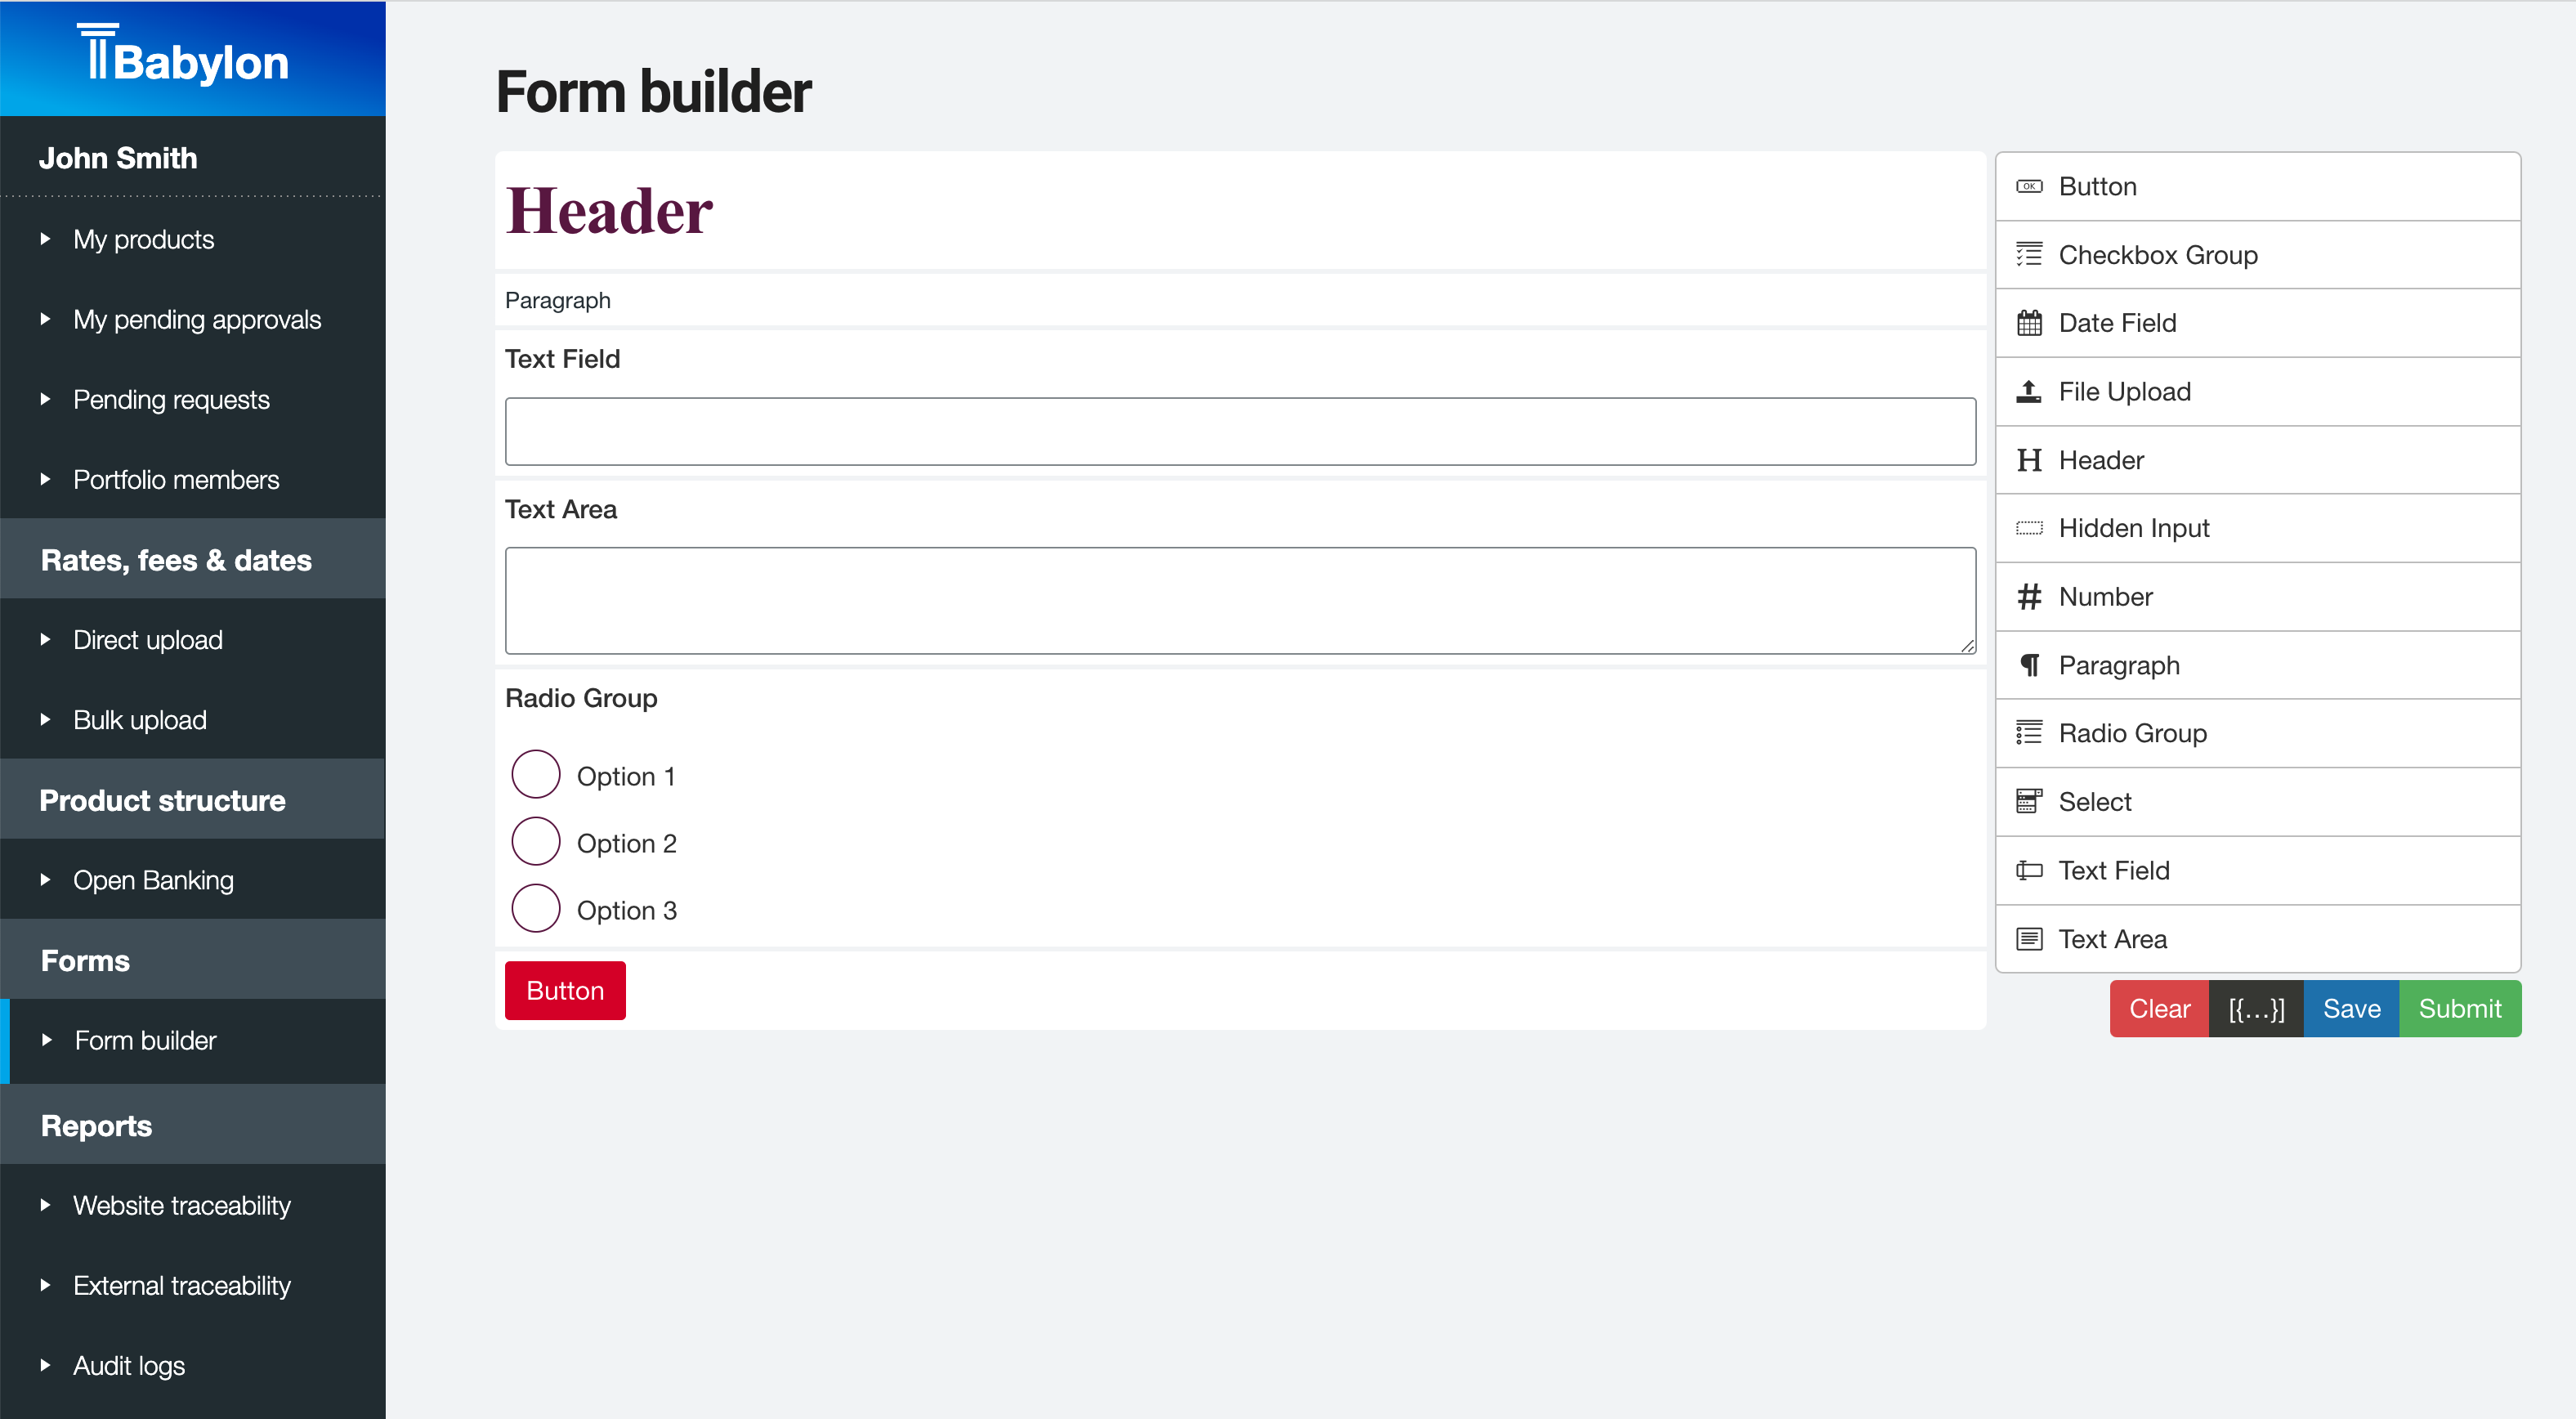 Babylon
John Smith
My products
My pending approvals
Pending requests
Portfolio members
Rates, fees & dates
Direct upload
Bulk upload
Product structure
Open Banking
Forms
Form builder
Reports
Website traceability
External traceability
Audit logs
Form builder
Header
Paragraph
Text Field
Text Area
Radio Group
Option 1
Option 2
Option 3
Button
OK Button
Checkbox Group
Date Field
File Upload
H Header
Hidden Input
# Number
¶ Paragraph
Radio Group
Select
Text Field
Text Area
Clear [{…}] Save Submit